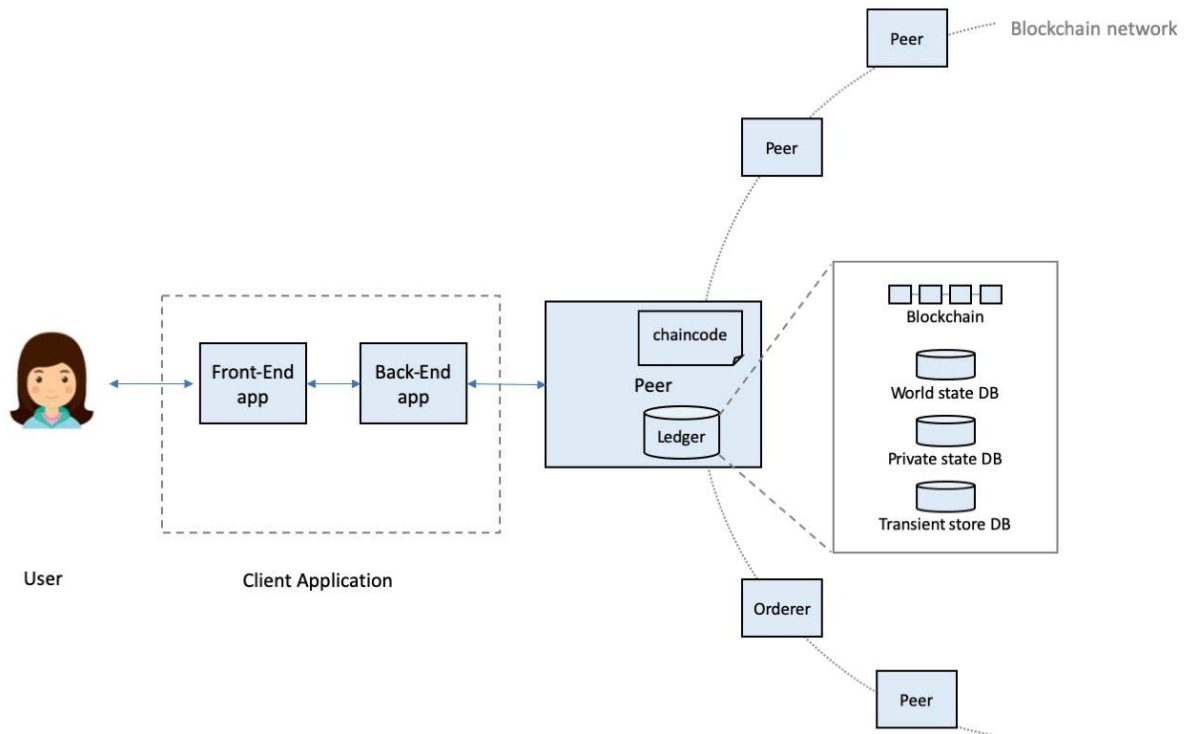 Peer
Blockchain network
Peer
Blockchain
World state DB
Private state DB
Transient store DB
chaincode
Peer
Ledger
Front-End
app
Back-End
app
User
Client Application
Orderer
Peer